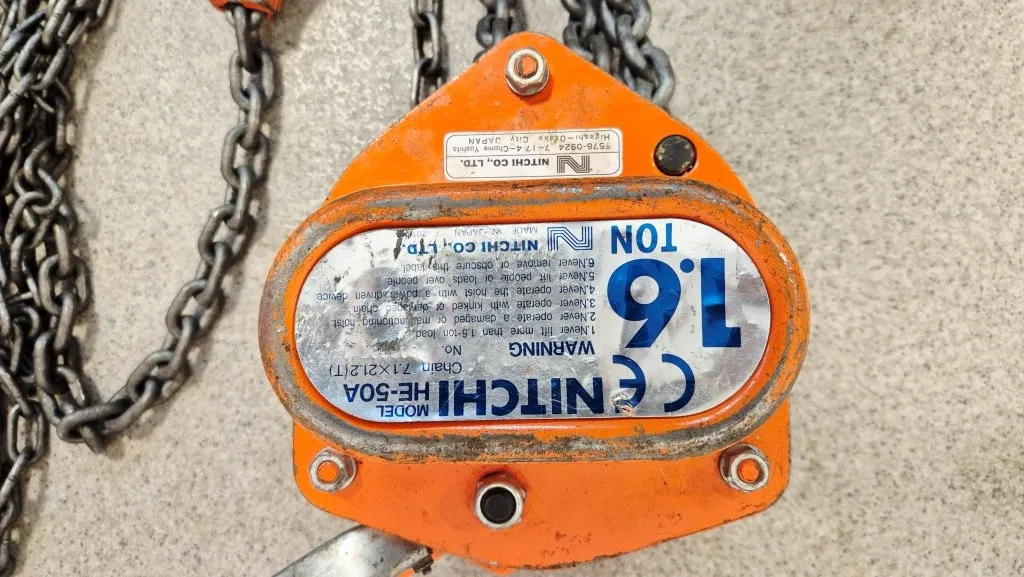 CE NITCHI MODEL HE-50A
Chain 7.1×21.2(T)
1.6
TON
WARNING No.
1.Never lift more than 1.6-ton load
2.Never operate a damaged or mal functioning hoist
3.Never operate with kinked or damaged chain
4.Never operate the hoist with a power driven device
5.Never lift people or loads over people
6.Never remove or obscure this label
N NITCHI CO., LTD.
MADE JAPAN
N NITCHI CO., LTD.
〒578-0924 7-17 4-Chome Yoshita
Higashi-Osaka City JAPAN